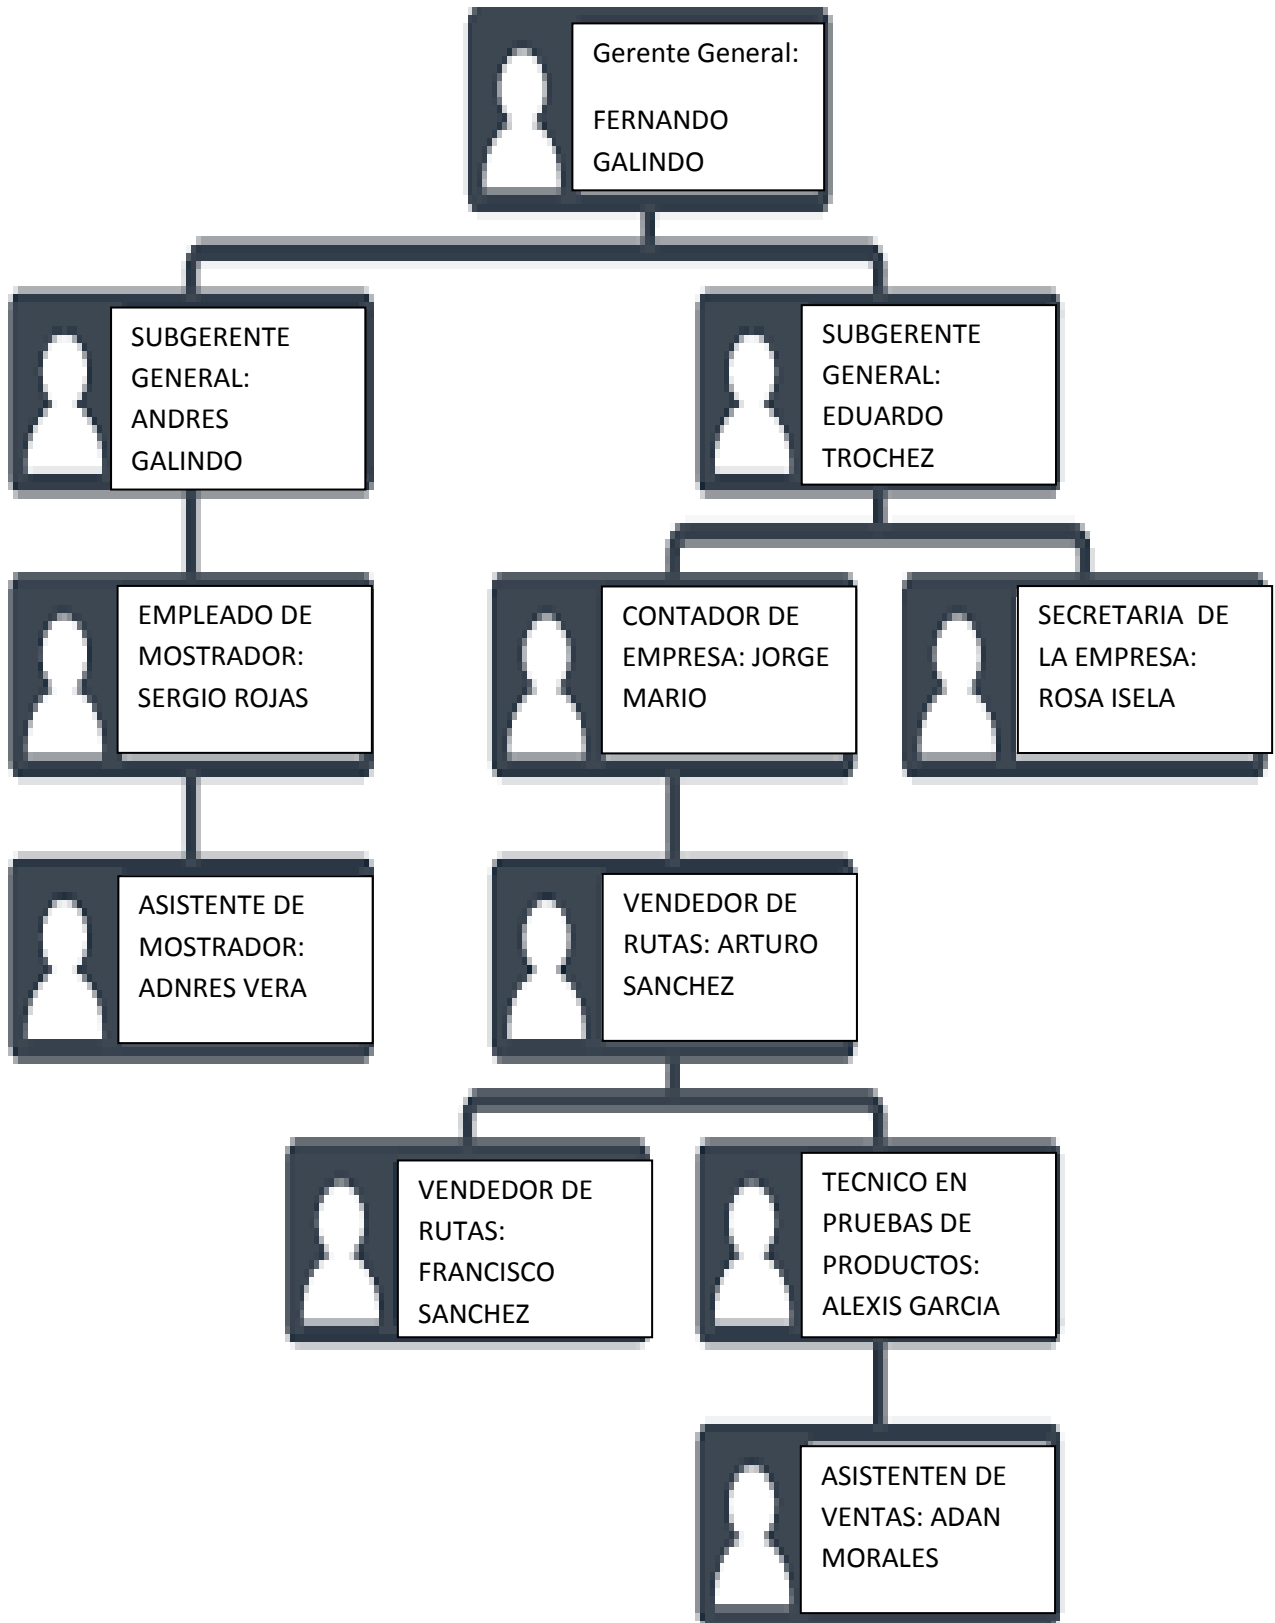 Gerente General:
FERNANDO
GALINDO
SUBGERENTE
GENERAL:
ANDRES
GALINDO
SUBGERENTE
GENERAL:
EDUARDO
TROCHEZ
EMPLEADO DE
MOSTRADOR:
SERGIO ROJAS
CONTADOR DE
EMPRESA: JORGE
MARIO
SECRETARIA  DE
LA EMPRESA:
ROSA ISELA
ASISTENTE DE
MOSTRADOR:
ADNRES VERA
VENDEDOR DE
RUTAS: ARTURO
SANCHEZ
VENDEDOR DE
RUTAS:
FRANCISCO
SANCHEZ
TECNICO EN
PRUEBAS DE
PRODUCTOS:
ALEXIS GARCIA
ASISTENTEN DE
VENTAS: ADAN
MORALES